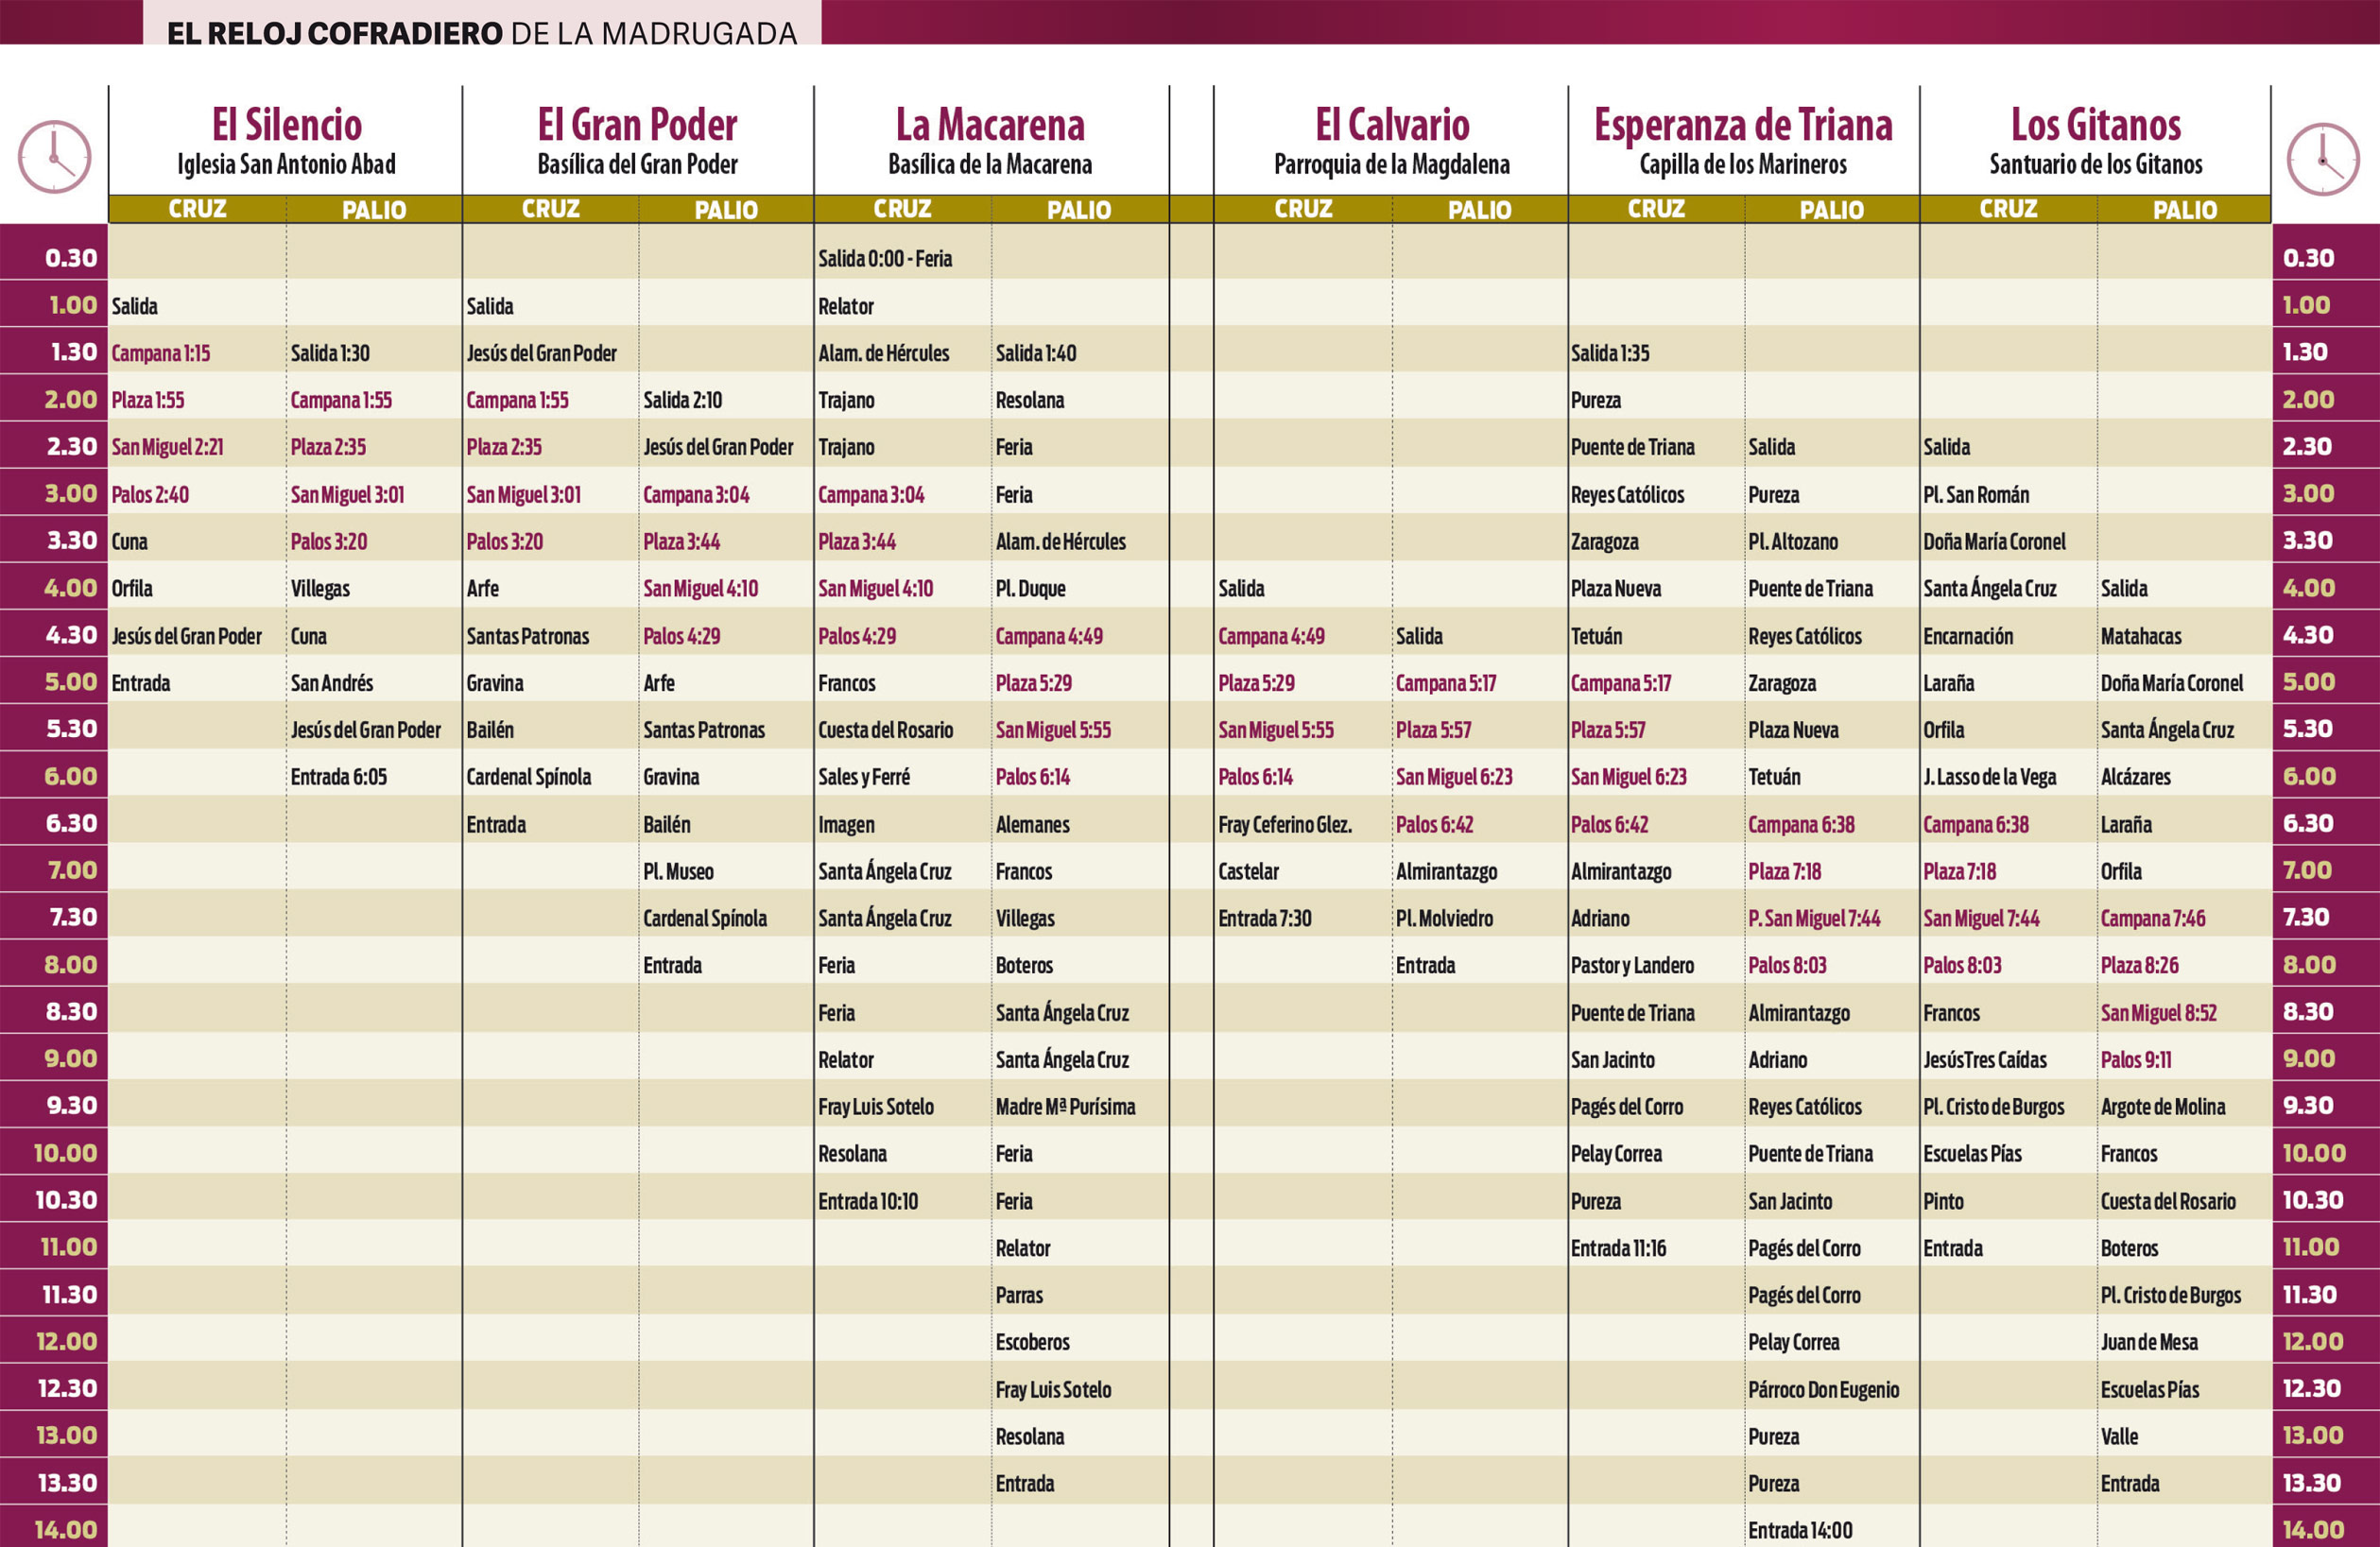 EL RELOJ COFRADIERO DE LA MADRUGADA
El Silencio El Gran Poder La Macarena El Calvario Esperanza de Triana Los Gitanos
Iglesia San Antonio Abad Basílica del Gran Poder Basílica de la Macarena Parroquia de la Magdalena Capilla de los Marineros Santuario de los Gitanos
CRUZ PALIO CRUZ PALIO CRUZ PALIO CRUZ PALIO CRUZ PALIO CRUZ PALIO
0.30 Salida 0:00 - Feria 0.30
1.00 Salida Salida Relator 1.00
1.30 Campana 1:15 Salida 1:30 Jesús del Gran Poder Alam. de Hércules Salida 1:40 Salida 1:35 1.30
2.00 Plaza 1:55 Campana 1:55 Campana 1:55 Salida 2:10 Trajano Resolana Pureza 2.00
2.30 San Miguel 2:21 Plaza 2:35 Plaza 2:35 Jesús del Gran Poder Trajano Feria Puente de Triana Salida Salida 2.30
3.00 Palos 2:40 San Miguel 3:01 San Miguel 3:01 Campana 3:04 Campana 3:04 Feria Reyes Católicos Pureza Pl. San Román 3.00
3.30 Cuna Palos 3:20 Palos 3:20 Plaza 3:44 Plaza 3:44 Alam. de Hércules Zaragoza Pl. Altozano Doña María Coronel 3.30
4.00 Orfila Villegas Arfe San Miguel 4:10 San Miguel 4:10 Pl. Duque Salida Plaza Nueva Puente de Triana Santa Ángela Cruz Salida 4.00
4.30 Jesús del Gran Poder Cuna Santas Patronas Palos 4:29 Palos 4:29 Campana 4:49 Campana 4:49 Salida Tetuán Reyes Católicos Encarnación Matahacas 4.30
5.00 Entrada San Andrés Gravina Arfe Francos Plaza 5:29 Plaza 5:29 Campana 5:17 Campana 5:17 Zaragoza Laraña Doña María Coronel 5.00
5.30 Jesús del Gran Poder Bailén Santas Patronas Cuesta del Rosario San Miguel 5:55 San Miguel 5:55 Plaza 5:57 Plaza 5:57 Plaza Nueva Orfila Santa Ángela Cruz 5.30
6.00 Entrada 6:05 Cardenal Spínola Gravina Sales y Ferré Palos 6:14 Palos 6:14 San Miguel 6:23 San Miguel 6:23 Tetuán J. Lasso de la Vega Alcázares 6.00
6.30 Entrada Bailén Imagen Alemanes Fray Ceferino Glez. Palos 6:42 Palos 6:42 Campana 6:38 Campana 6:38 Laraña 6.30
7.00 Pl. Museo Santa Ángela Cruz Francos Castelar Almirantazgo Almirantazgo Plaza 7:18 Plaza 7:18 Orfila 7.00
7.30 Cardenal Spínola Santa Ángela Cruz Villegas Entrada 7:30 Pl. Molviedro Adriano P. San Miguel 7:44 San Miguel 7:44 Campana 7:46 7.30
8.00 Entrada Feria Boteros Entrada Pastor y Landero Palos 8:03 Palos 8:03 Plaza 8:26 8.00
8.30 Feria Santa Ángela Cruz Puente de Triana Almirantazgo Francos San Miguel 8:52 8.30
9.00 Relator Santa Ángela Cruz San Jacinto Adriano JesúsTres Caídas Palos 9:11 9.00
9.30 Fray Luis Sotelo Madre Mª Purísima Pagés del Corro Reyes Católicos Pl. Cristo de Burgos Argote de Molina 9.30
10.00 Resolana Feria Pelay Correa Puente de Triana Escuelas Pías Francos 10.00
10.30 Entrada 10:10 Feria Pureza San Jacinto Pinto Cuesta del Rosario 10.30
11.00 Relator Entrada 11:16 Pagés del Corro Entrada Boteros 11.00
11.30 Parras Pagés del Corro Pl. Cristo de Burgos 11.30
12.00 Escoberos Pelay Correa Juan de Mesa 12.00
12.30 Fray Luis Sotelo Párroco Don Eugenio Escuelas Pías 12.30
13.00 Resolana Pureza Valle 13.00
13.30 Entrada Pureza Entrada 13.30
14.00 Entrada 14:00 14.00